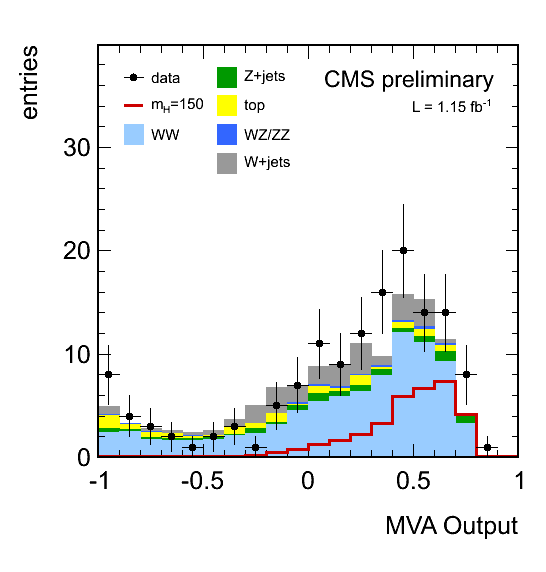 entries
CMS preliminary
L = 1.15 fb⁻¹
data
m_H=150
WW
Z+jets
top
WZ/ZZ
W+jets
30
20
10
0
-1 -0.5 0 0.5 1
MVA Output